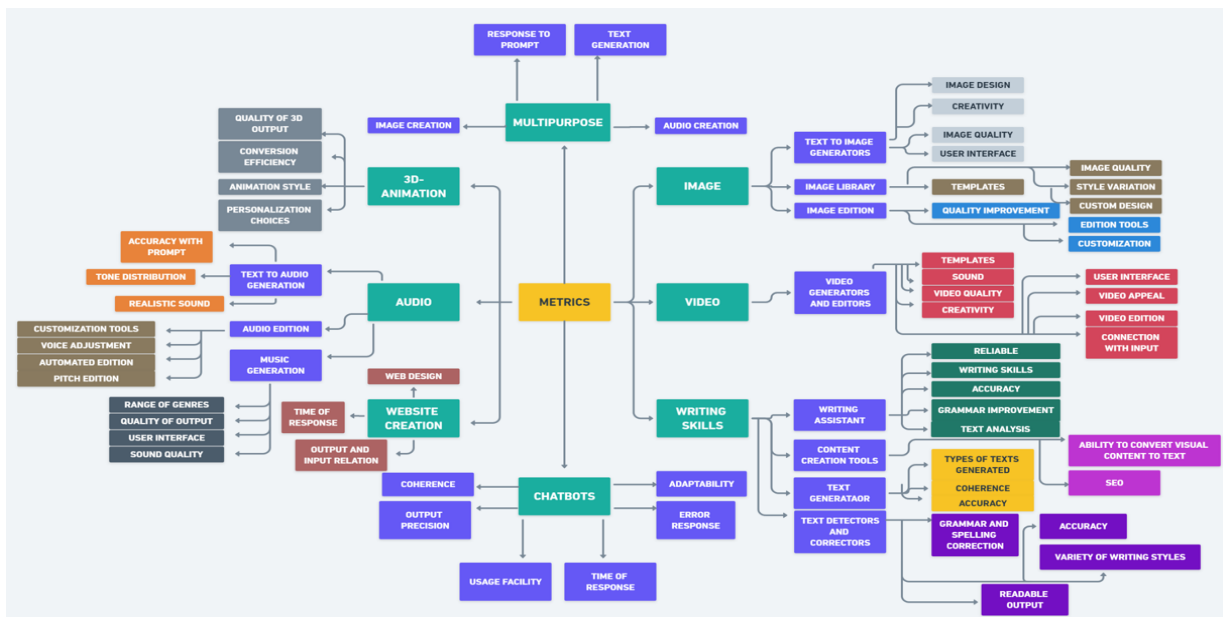 RESPONSE TO
PROMPT
TEXT
GENERATION
MULTIPURPOSE
IMAGE CREATION
AUDIO CREATION
QUALITY OF 3D
OUTPUT
CONVERSION
EFFICIENCY
ANIMATION STYLE
PERSONALIZATION
CHOICES
3D-
ANIMATION
ACCURACY WITH
PROMPT
TONE DISTRIBUTION
REALISTIC SOUND
TEXT TO AUDIO
GENERATION
AUDIO
CUSTOMIZATION TOOLS
VOICE ADJUSTMENT
AUTOMATED EDITION
PITCH EDITION
AUDIO EDITION
MUSIC
GENERATION
RANGE OF GENRES
QUALITY OF OUTPUT
USER INTERFACE
SOUND QUALITY
WEB DESIGN
TIME OF
RESPONSE
OUTPUT AND
INPUT RELATION
WEBSITE
CREATION
METRICS
COHERENCE
OUTPUT
PRECISION
CHATBOTS
ADAPTABILITY
ERROR
RESPONSE
USAGE FACILITY
TIME OF
RESPONSE
IMAGE
TEXT TO IMAGE
GENERATORS
IMAGE DESIGN
CREATIVITY
IMAGE QUALITY
USER INTERFACE
IMAGE LIBRARY
TEMPLATES
IMAGE QUALITY
STYLE VARIATION
CUSTOM DESIGN
IMAGE EDITION
QUALITY IMPROVEMENT
EDITION TOOLS
CUSTOMIZATION
VIDEO
VIDEO
GENERATORS
AND EDITORS
TEMPLATES
SOUND
VIDEO QUALITY
CREATIVITY
USER INTERFACE
VIDEO APPEAL
VIDEO EDITION
CONNECTION
WITH INPUT
WRITING
SKILLS
WRITING
ASSISTANT
RELIABLE
WRITING SKILLS
ACCURACY
GRAMMAR IMPROVEMENT
TEXT ANALYSIS
CONTENT
CREATION TOOLS
ABILITY TO CONVERT VISUAL
CONTENT TO TEXT
SEO
TEXT
GENERATAOR
TYPES OF TEXTS
GENERATED
COHERENCE
ACCURACY
TEXT DETECTORS
AND
CORRECTORS
GRAMMAR AND
SPELLING
CORRECTION
ACCURACY
VARIETY OF WRITING STYLES
READABLE
OUTPUT